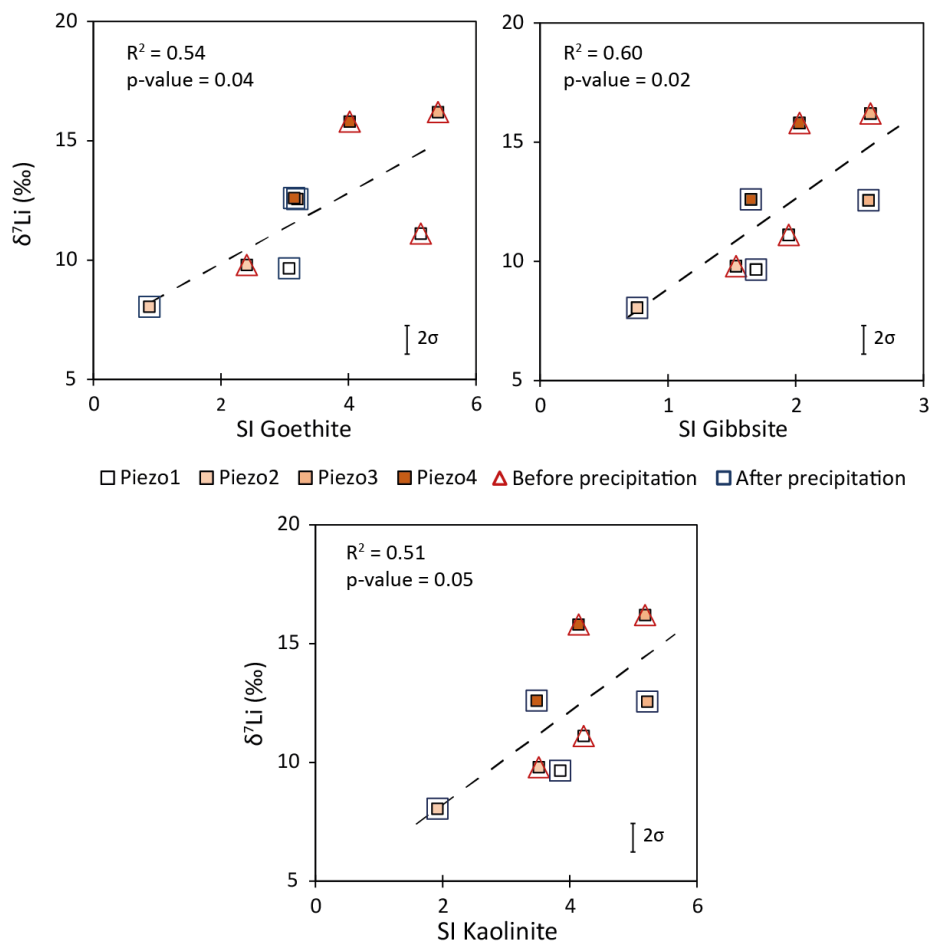 20
15
10
5
δ⁷Li (‰)
R² = 0.54
p-value = 0.04
2σ
0 2 4 6
SI Goethite
20
15
10
5
R² = 0.60
p-value = 0.02
2σ
0 1 2 3
SI Gibbsite
Piezo1 Piezo2 Piezo3 Piezo4 Before precipitation After precipitation
20
15
10
5
δ⁷Li (‰)
R² = 0.51
p-value = 0.05
2σ
0 2 4 6
SI Kaolinite